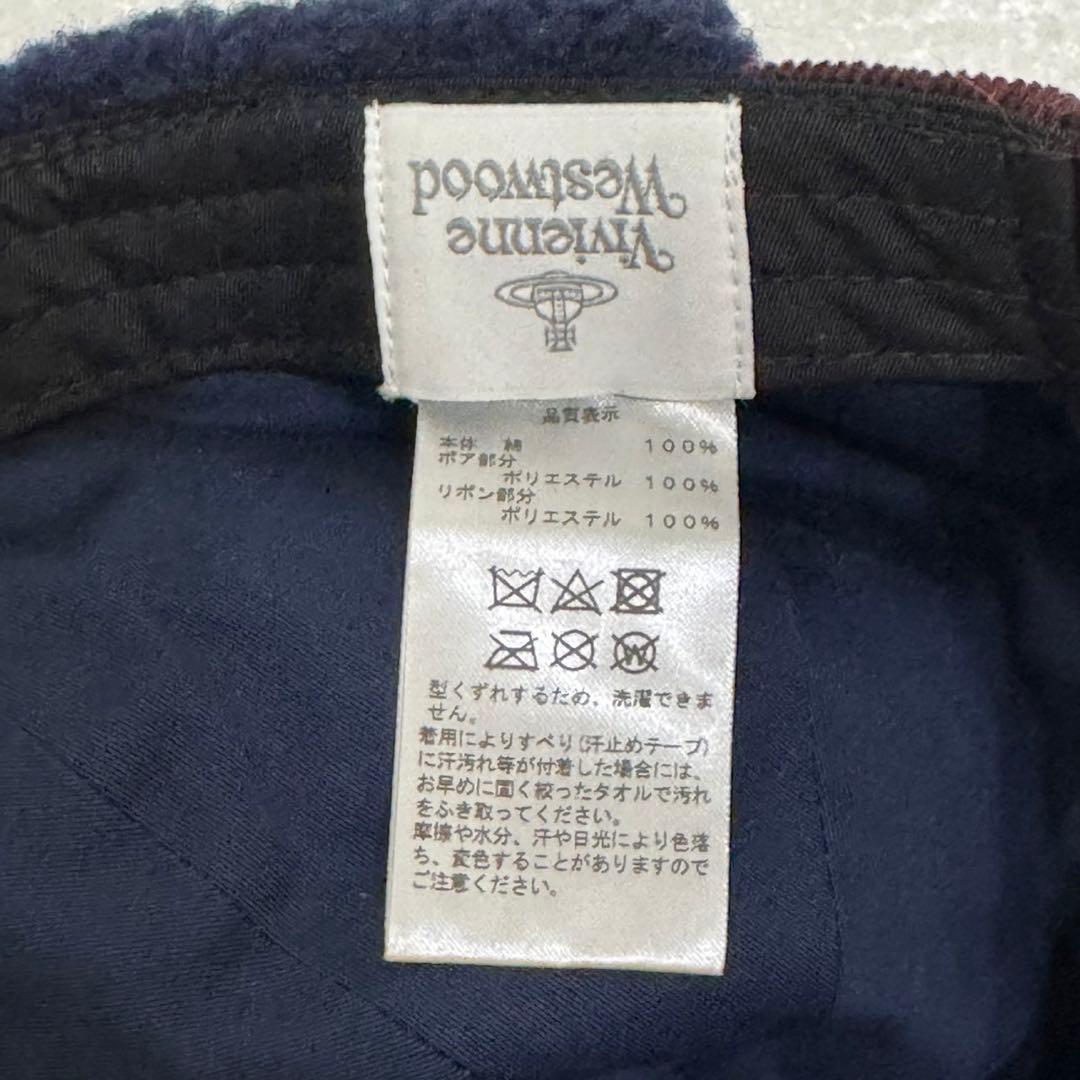 Vivienne
Westwood
品質表示
本体 綿 100%
ボア部分
ポリエステル 100%
リボン部分
ポリエステル 100%
W
型くずれするため、洗濯できま
せん。
着用によりすべり(汗止めテープ)
に汗汚れ等が付着した場合には、
お早めに固く絞ったタオルで汚れ
をふき取ってください。
摩擦や水分、汗や日光により色落
ち、変色することがありますので
ご注意ください。